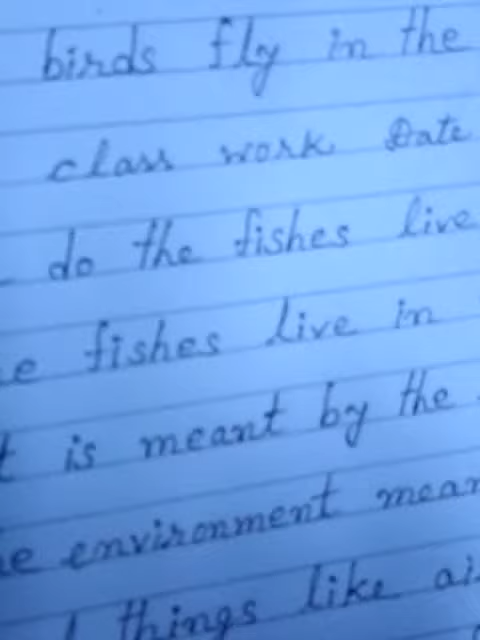 birds fly in the
class work Date
do the fishes live
e fishes live in
t is meant by the
e environment mean
things like ai